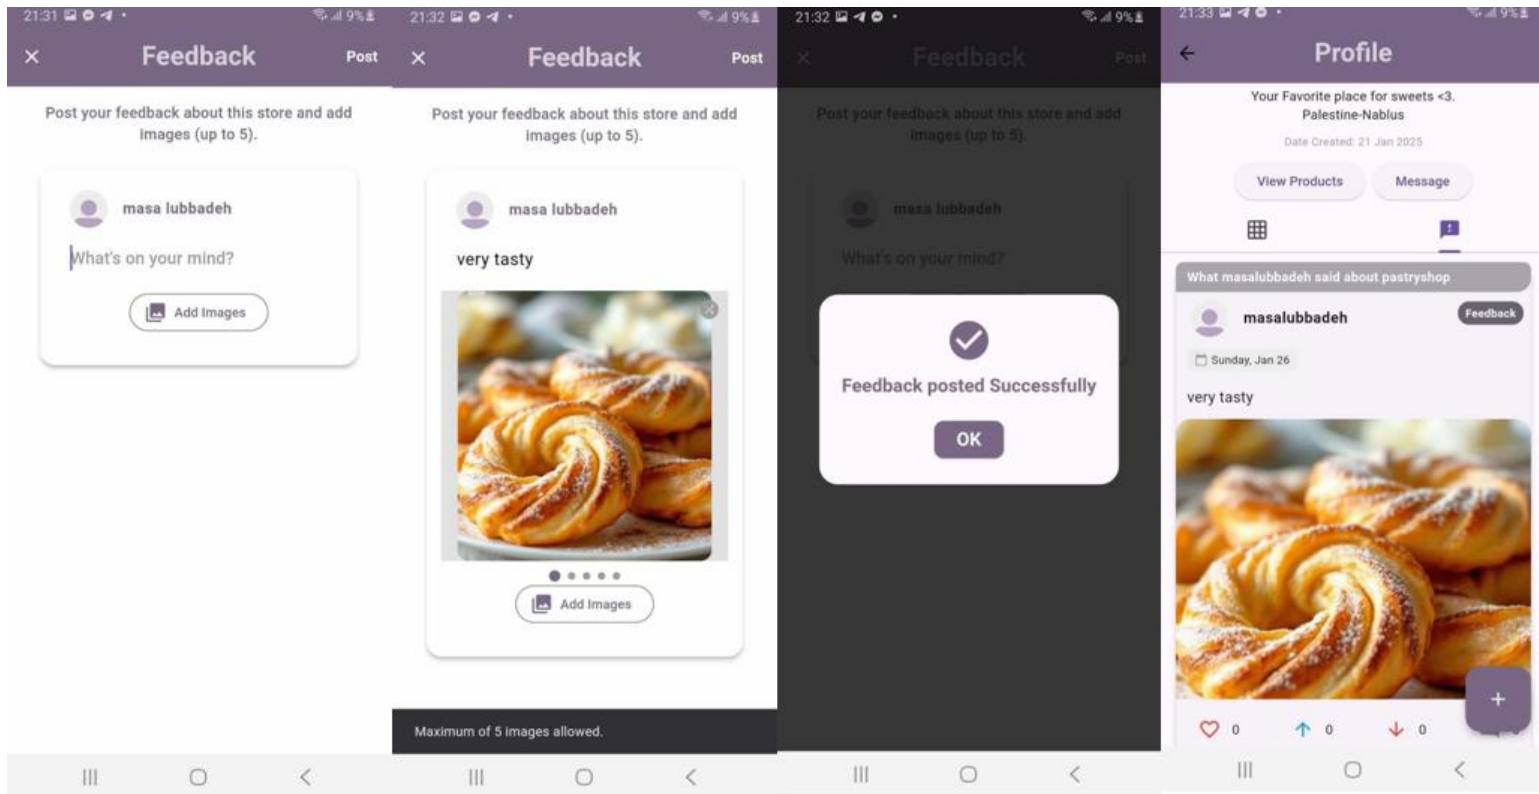 21:31
9%
Feedback
Post
Post your feedback about this store and add
images (up to 5).
masa lubbadeh
What's on your mind?
Add Images
21:32
9%
Feedback
Post
Post your feedback about this store and add
images (up to 5).
masa lubbadeh
very tasty
Add Images
Maximum of 5 images allowed.
21:32
9%
Feedback
Post
Post your feedback about this store and add
images (up to 5).
masa lubbadeh
What's on your mind?
Feedback posted Successfully
OK
21:33
9%
Profile
Your Favorite place for sweets <3.
Palestine-Nablus
Date Created: 21 Jan 2025
View Products
Message
What masalubbadeh said about pastryshop
masalubbadeh
Feedback
Sunday, Jan 26
very tasty
+
0
0
0